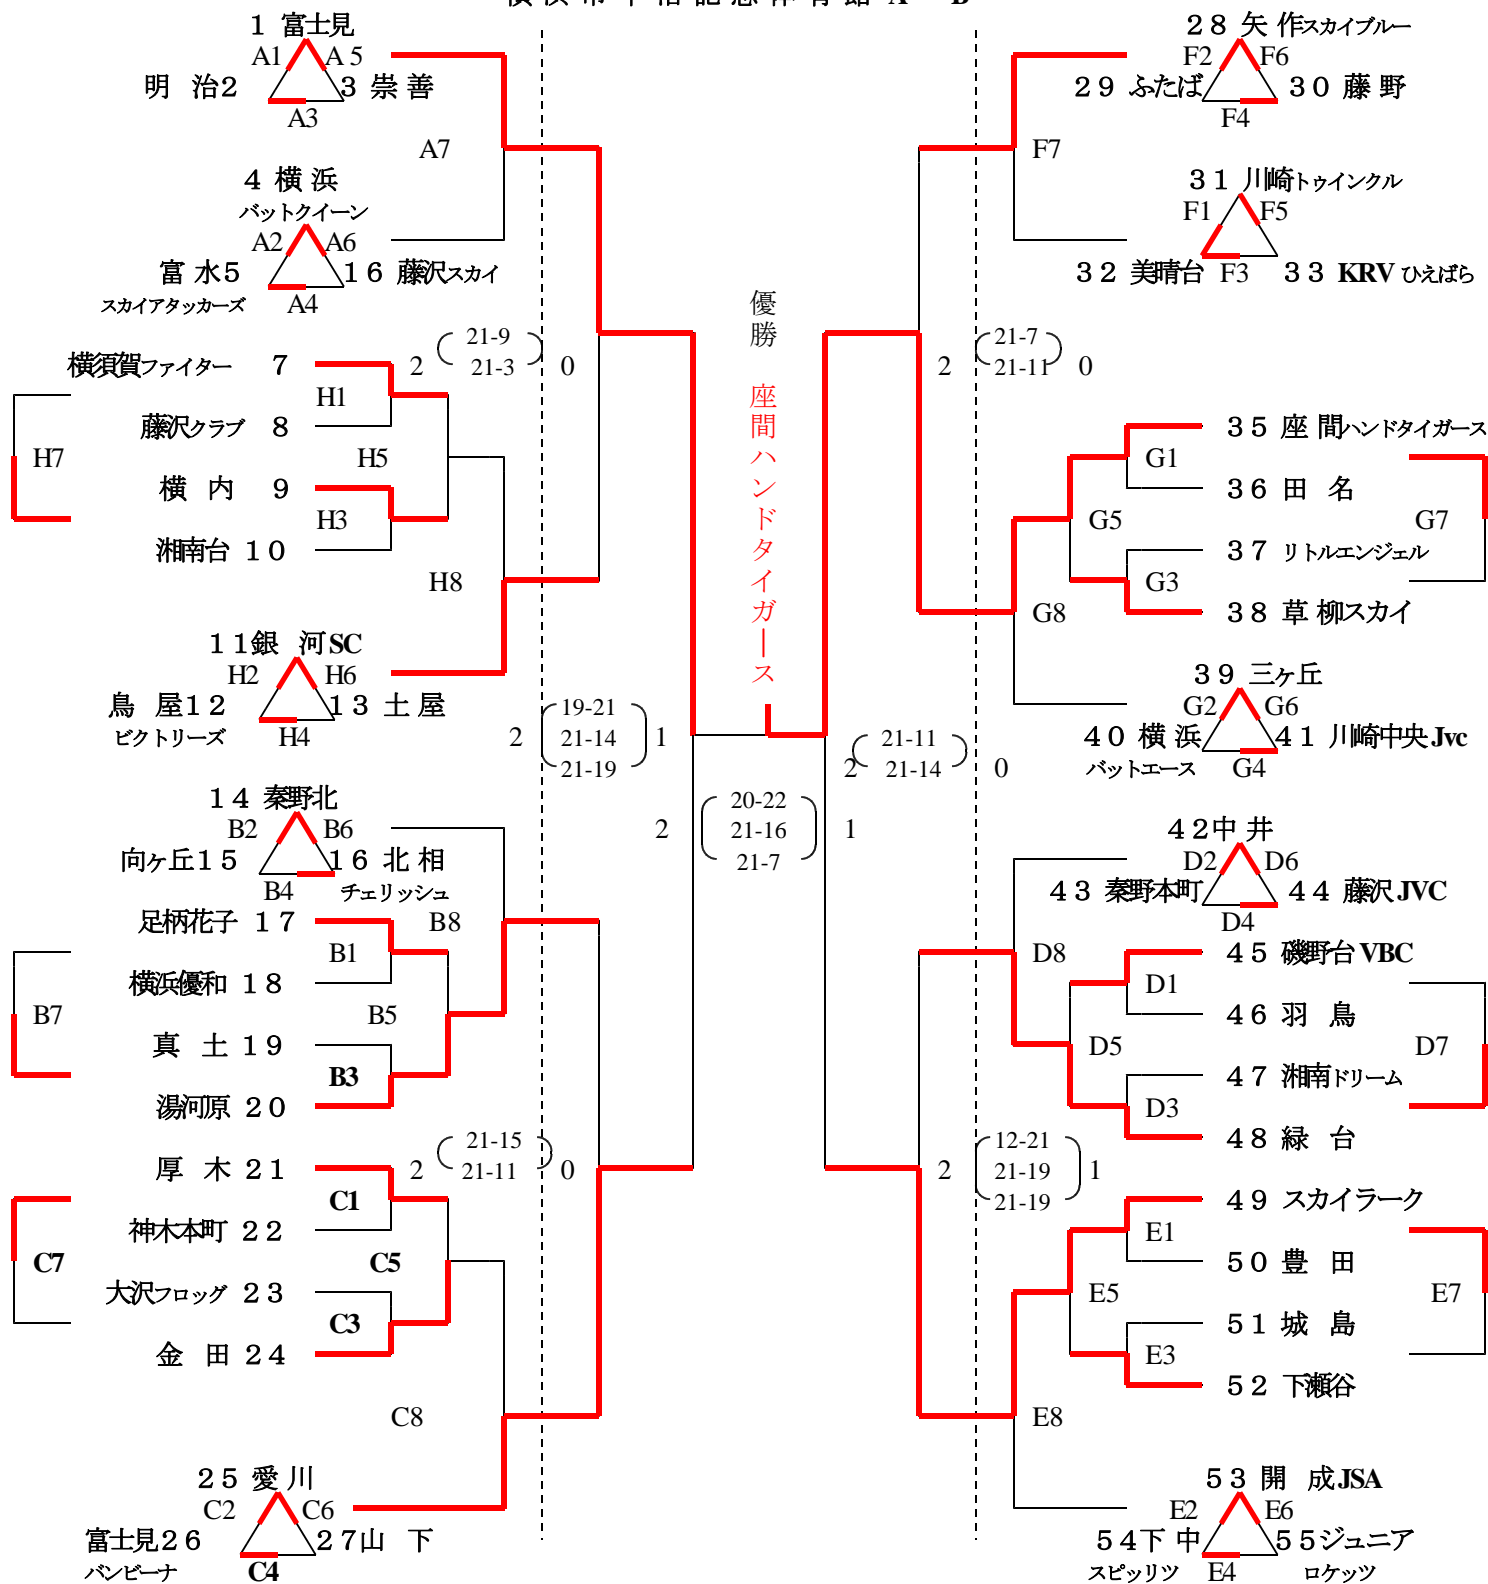 1 富士見
A1 A5
明 治2 3 崇善
A3
A7
4 横浜
バットクイーン
A2 A6
富水5 16 藤沢スカイ
スカイアタッカーズ A4
横須賀ファイター 7
H1
藤沢クラブ 8
H7 H5
横 内 9
H3
湘南台 10
H8
11銀 河SC
H2 H6
鳥 屋12 13 土屋
ビクトリーズ H4
2 21-9 0
21-3
14 秦野北
B2 B6
向ヶ丘15 16 北相
B4 チェリッシュ
足柄花子 17 B8
B1
横浜優和 18
B7 B5
真 土 19
B3
湯河原 20
厚 木 21
C1
神木本町 22
C7 C5
大沢フロッグ 23
C3
金 田 24
C8
25 愛川
C2 C6
富士見26 27山 下
バンビーナ C4
2 21-15 0
21-11
19-21
2 21-14 1
21-19
優勝 座間ハンドタイガース
20-22
2 21-16 1
21-7
21-11
2 21-14 0
2 21-7 0
21-11
12-21
2 21-19 1
21-19
28 矢作スカイブルー
F2 F6
29 ふたば 30 藤野
F4
F7
31 川崎トゥインクル
F1 F5
32 美晴台 F3 33 KRV ひえばら
35 座間ハンドタイガース
G1
36 田 名
G5 G7
37 リトルエンジェル
G3
38 草柳スカイ
G8
39 三ヶ丘
G2 G6
40 横浜 41 川崎中央Jvc
バットエース G4
42中井
D2 D6
43 秦野本町 44 藤沢JVC
D4
D8 45 磯野台VBC
D1
46 羽 鳥
D5 D7
47 湘南ドリーム
D3
48 緑 台
49 スカイラーク
E1
50 豊 田
E5 E7
51 城 島
E3
52 下瀬谷
E8
53 開 成JSA
E2 E6
54下中 55ジュニア
スピッリツ E4 ロケッツ